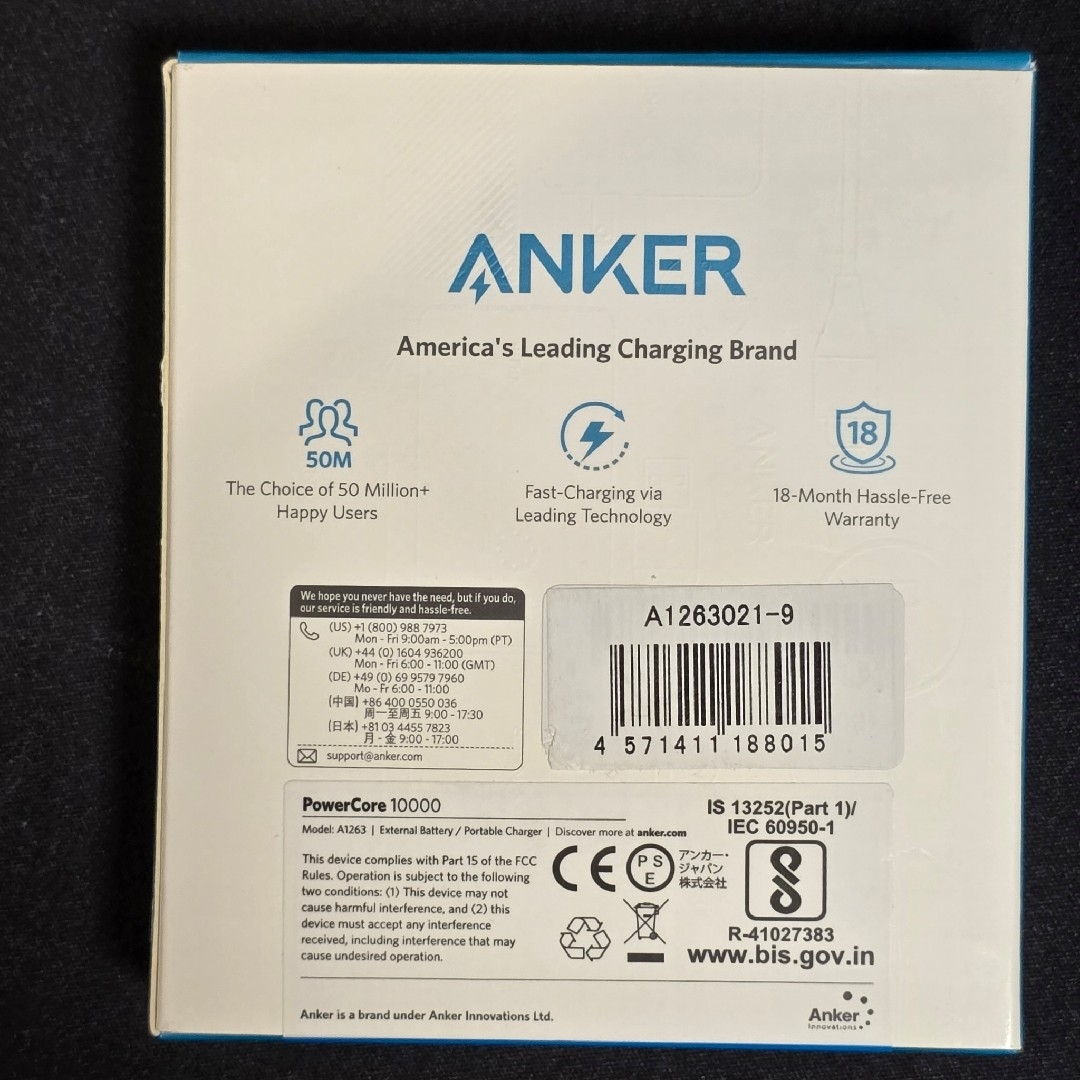 ANKER
America's Leading Charging Brand
50M
The Choice of 50 Million+
Happy Users
Fast-Charging via
Leading Technology
18
18-Month Hassle-Free
Warranty
We hope you never have the need, but if you do,
our service is friendly and hassle-free.
(US) +1 (800) 988 7973
Mon - Fri 9:00am - 5:00pm (PT)
(UK) +44 (0) 1604 936200
Mon - Fri 6:00 - 11:00 (GMT)
(DE) +49 (0) 69 9579 7960
Mo - Fr 6:00 - 11:00
(中国) +86 400 0550 036
周一至周五 9:00 - 17:30
(日本) +81 03 4455 7823
月 - 金 9:00 - 17:00
support@anker.com
A1263021-9
4 571411 188015
PowerCore 10000
Model: A1263 | External Battery / Portable Charger | Discover more at anker.com
This device complies with Part 15 of the FCC
Rules. Operation is subject to the following
two conditions: (1) This device may not
cause harmful interference, and (2) this
device must accept any interference
received, including interference that may
cause undesired operation.
IS 13252(Part 1)/
IEC 60950-1
CE
PS
E
アンカー・
ジャパン
株式会社
R-41027383
www.bis.gov.in
Anker is a brand under Anker Innovations Ltd.
Anker
Innovations